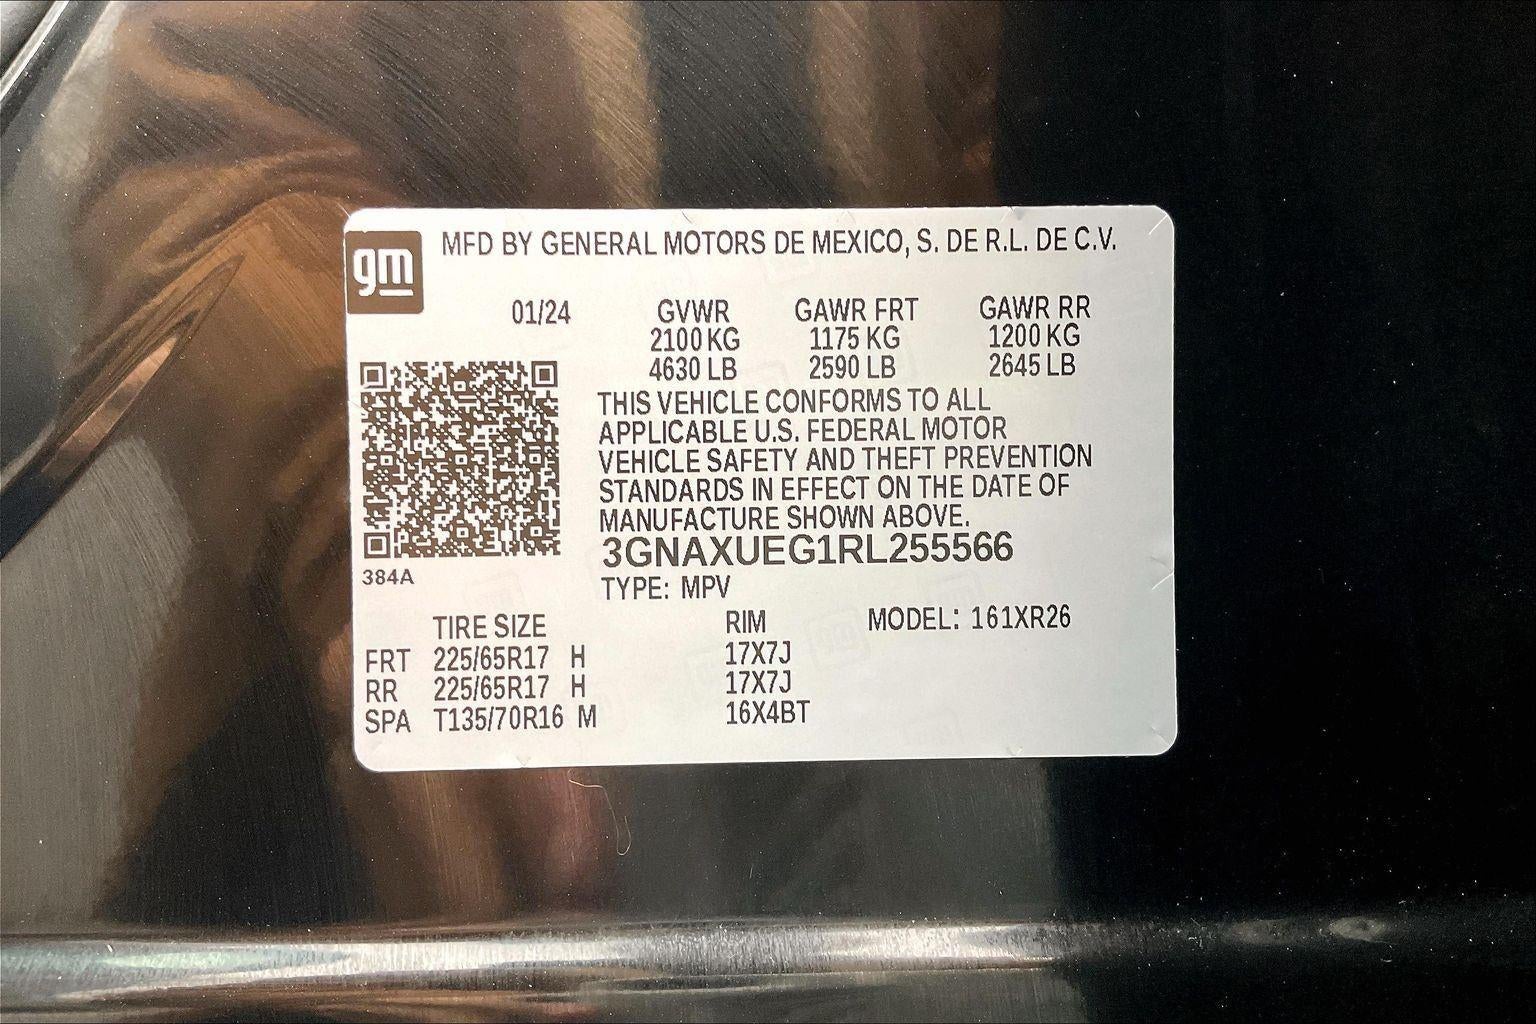 gm MFD BY GENERAL MOTORS DE MEXICO, S. DE R.L. DE C.V.
01/24 GVWR GAWR FRT GAWR RR
2100 KG 1175 KG 1200 KG
4630 LB 2590 LB 2645 LB
THIS VEHICLE CONFORMS TO ALL
APPLICABLE U.S. FEDERAL MOTOR
VEHICLE SAFETY AND THEFT PREVENTION
STANDARDS IN EFFECT ON THE DATE OF
MANUFACTURE SHOWN ABOVE.
3GNAXUEG1RL255566
384A
TYPE: MPV
TIRE SIZE RIM MODEL: 161XR26
FRT 225/65R17 H 17X7J
RR 225/65R17 H 17X7J
SPA T135/70R16 M 16X4BT